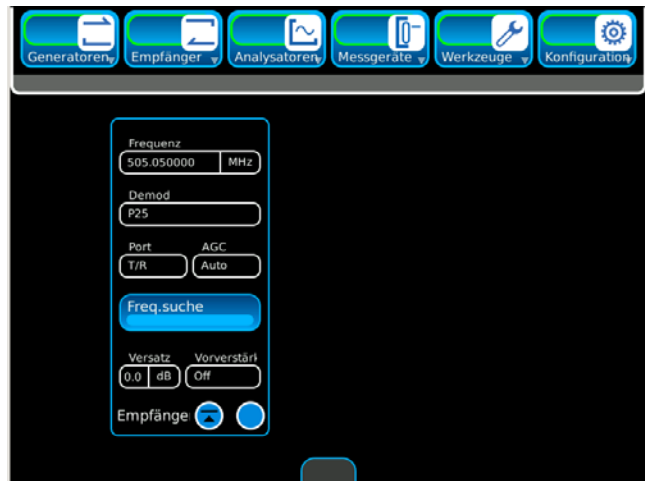 Generatoren Empfänger Analysatoren Messgeräte Werkzeuge Konfiguration
Frequenz
505.050000 MHz
Demod
P25
Port AGC
T/R Auto
Freq.suche
Versatz Vorverstärk
0.0 dB Off
Empfänge